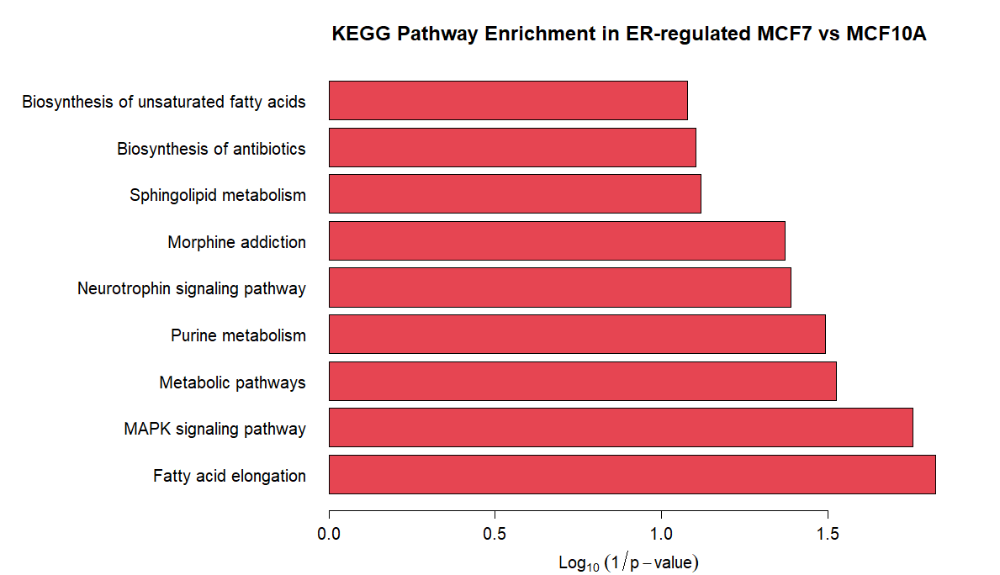 KEGG Pathway Enrichment in ER-regulated MCF7 vs MCF10A
Biosynthesis of unsaturated fatty acids
Biosynthesis of antibiotics
Sphingolipid metabolism
Morphine addiction
Neurotrophin signaling pathway
Purine metabolism
Metabolic pathways
MAPK signaling pathway
Fatty acid elongation
0.0 0.5 1.0 1.5
Log₁₀ (1/p−value)